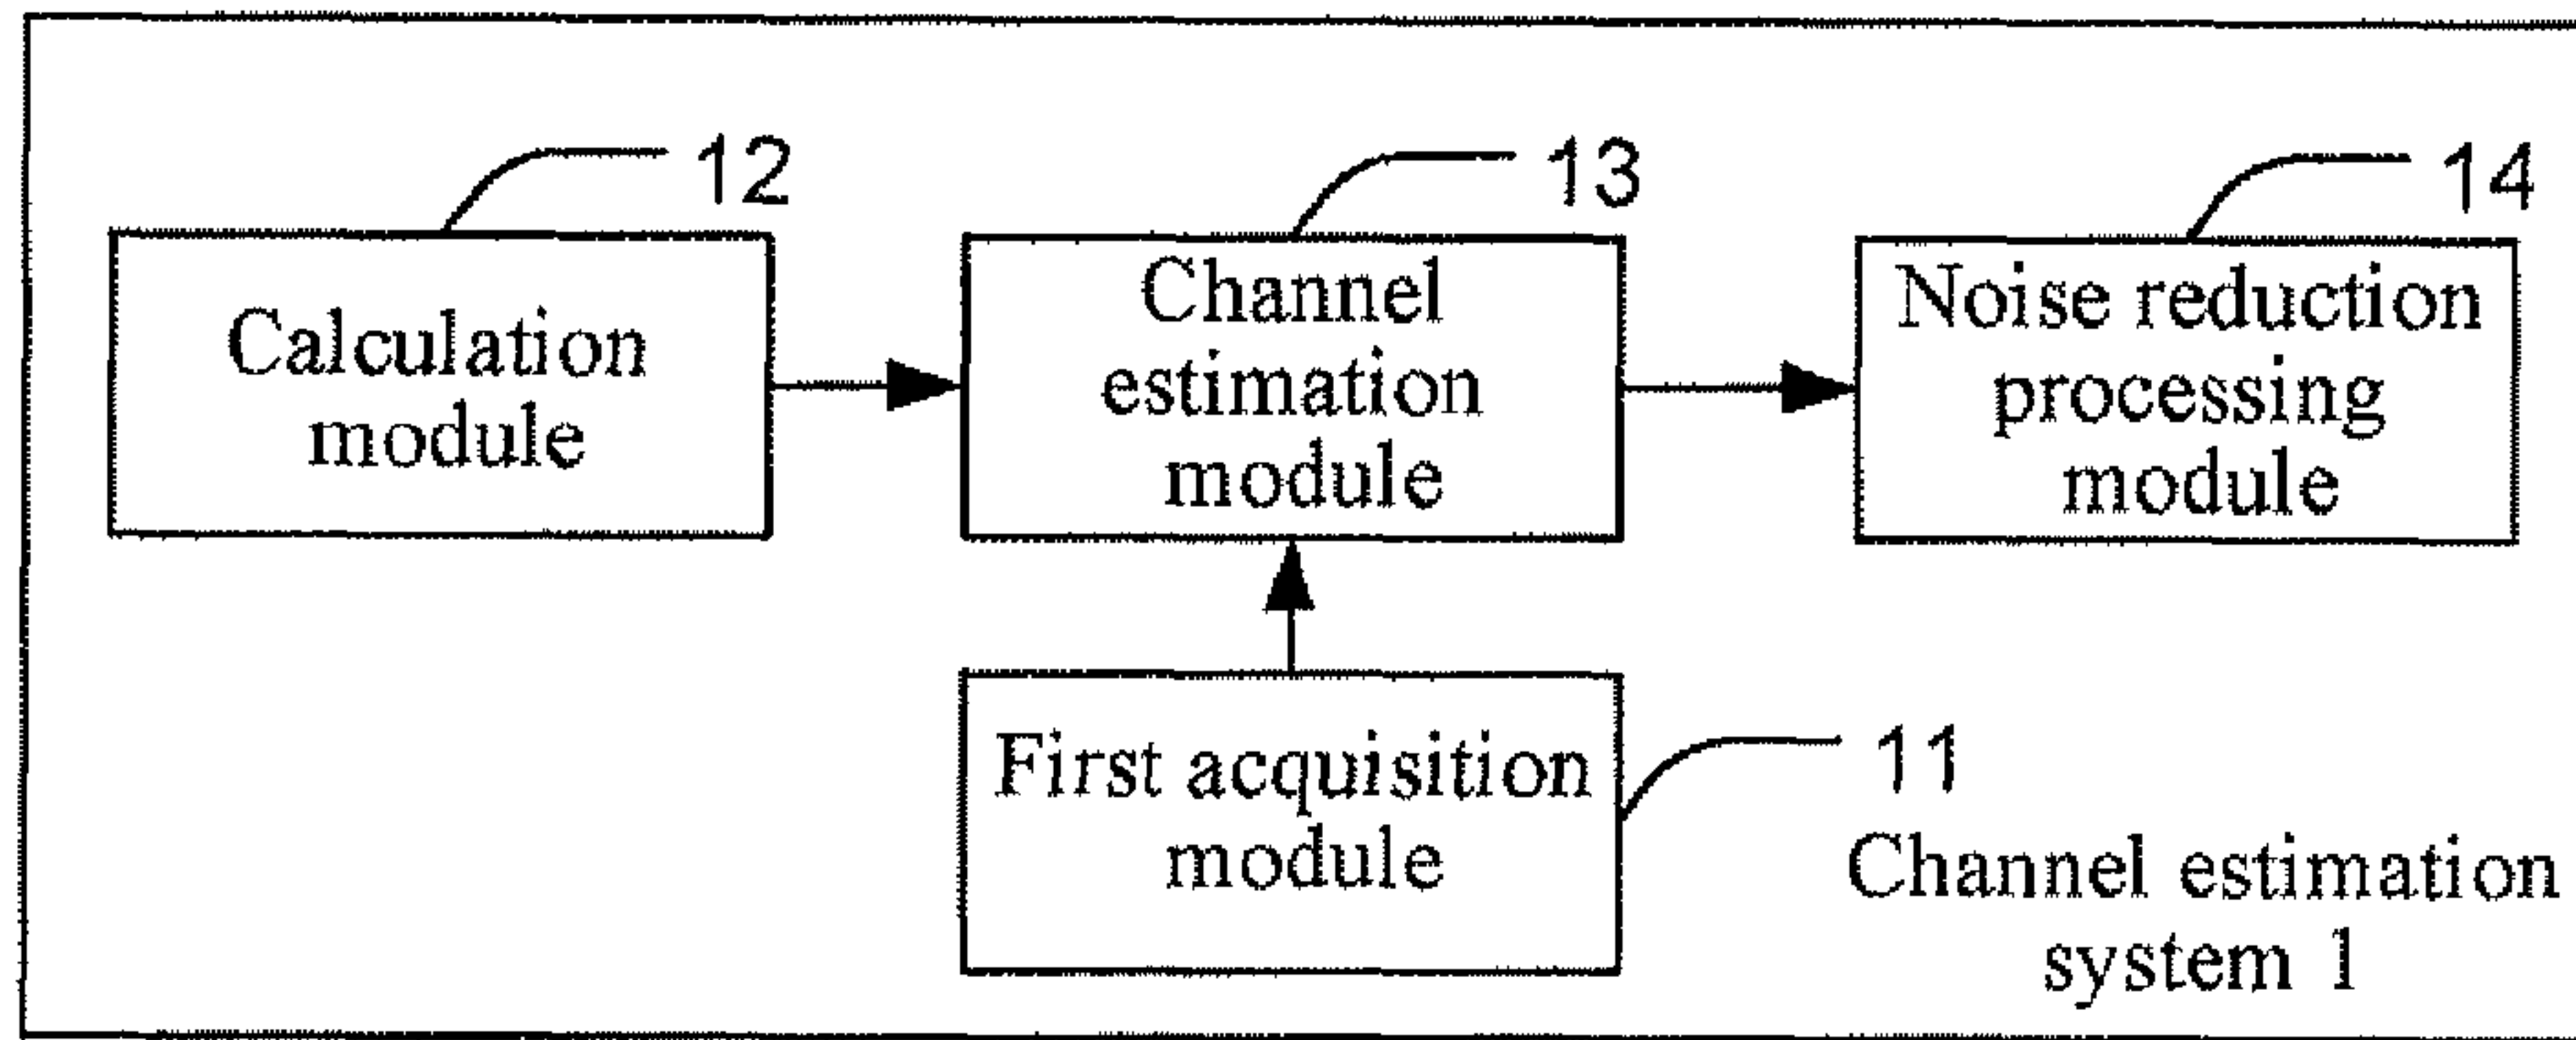 12
13
14
Calculation
module
Channel
estimation
module
Noise reduction
processing
module
First acquisition
module
11
Channel estimation
system 1